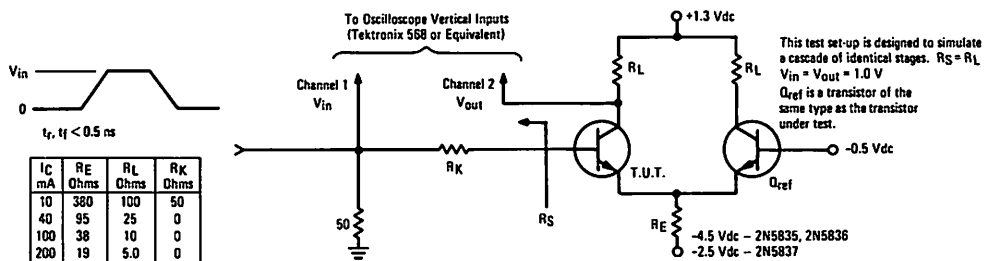 To Oscilloscope Vertical Inputs
(Tektronix 568 or Equivalent)
Vin
0
tr, tf < 0.5 ns
Channel 1
Vin
Channel 2
Vout
+1.3 Vdc
RL
RL
This test set-up is designed to simulate
a cascade of identical stages. RS = RL
Vin = Vout = 1.0 V
Qref is a transistor of the
same type as the transistor
under test.
-0.5 Vdc
T.U.T.
Qref
RK
RS
50
RE
-4.5 Vdc – 2N5835, 2N5836
-2.5 Vdc – 2N5837
IC mA RE Ohms RL Ohms RK Ohms
10 380 100 50
40 95 25 0
100 38 10 0
200 19 5.0 0